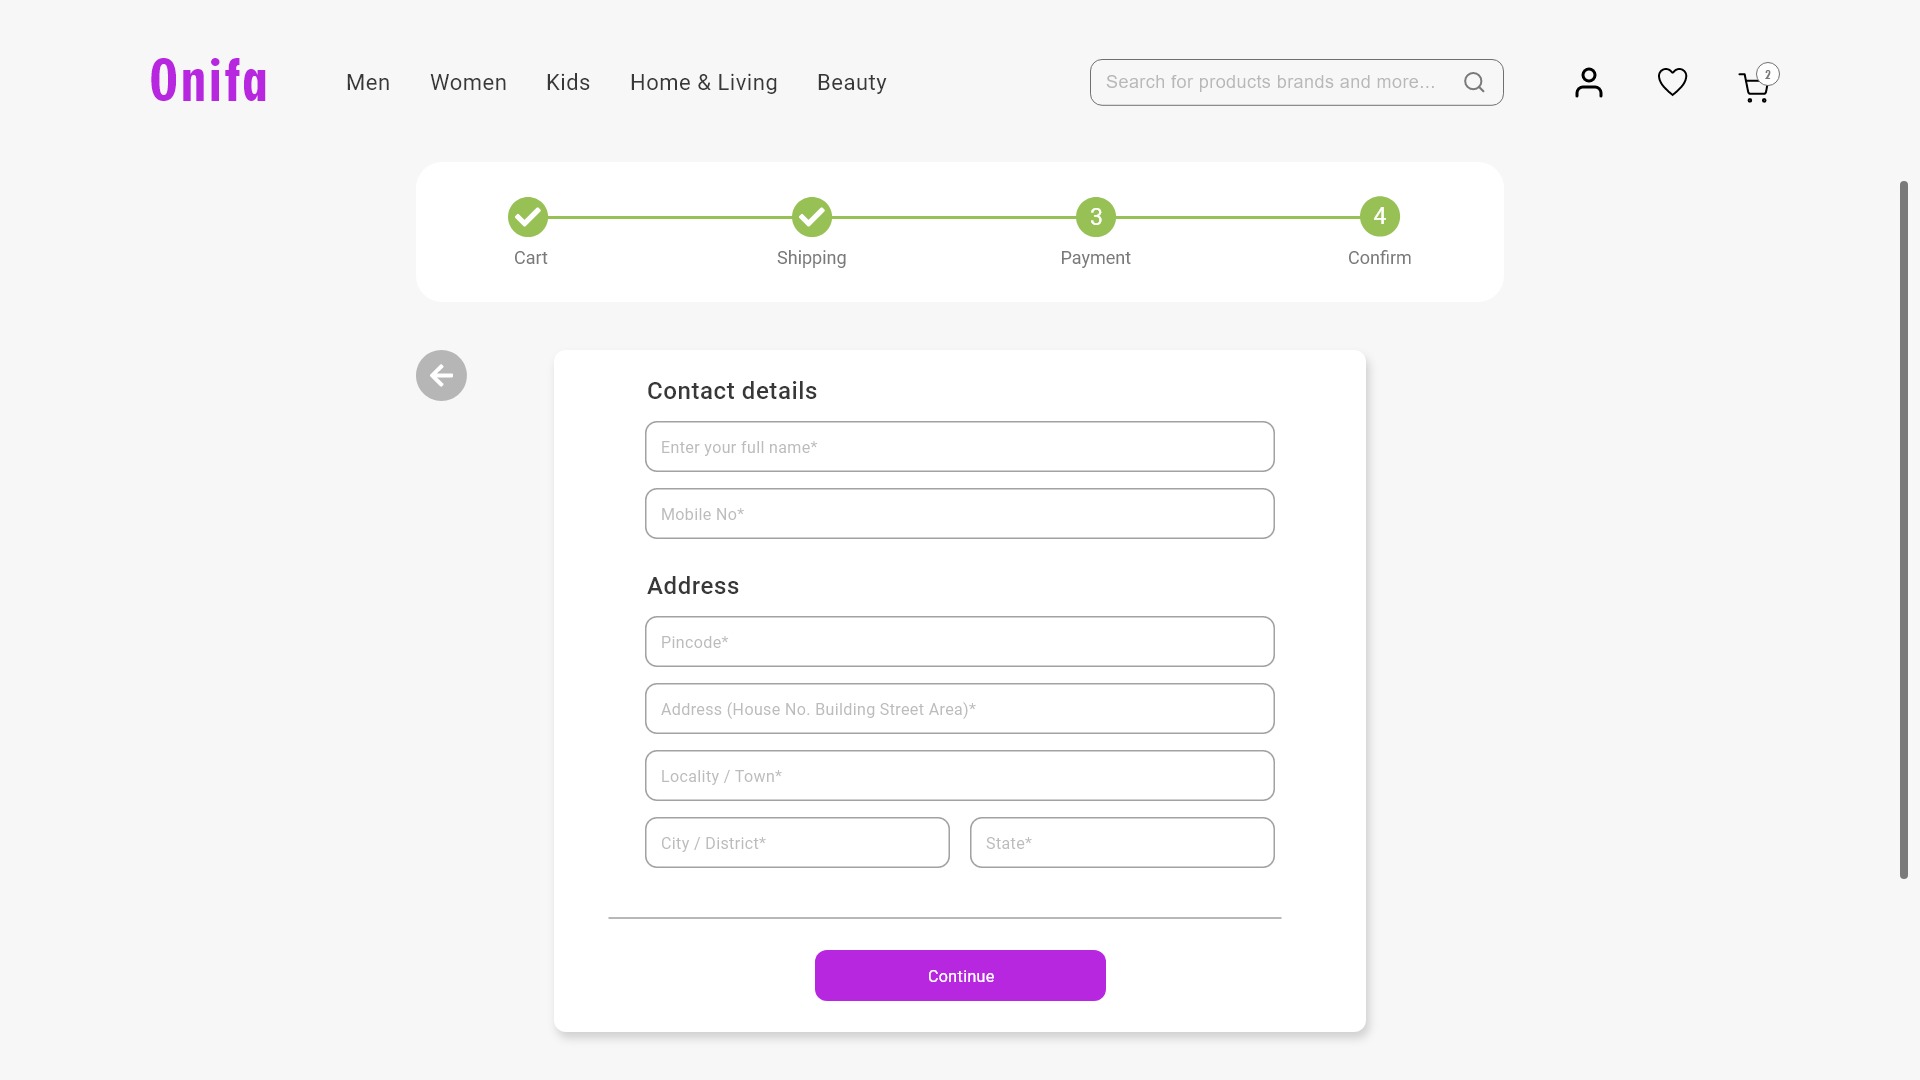 Onifa
Men Women Kids Home & Living Beauty
Search for products brands and more...
2
3 4
Cart Shipping Payment Confirm
Contact details
Enter your full name*
Mobile No*
Address
Pincode*
Address (House No. Building Street Area)*
Locality / Town*
City / District* State*
Continue